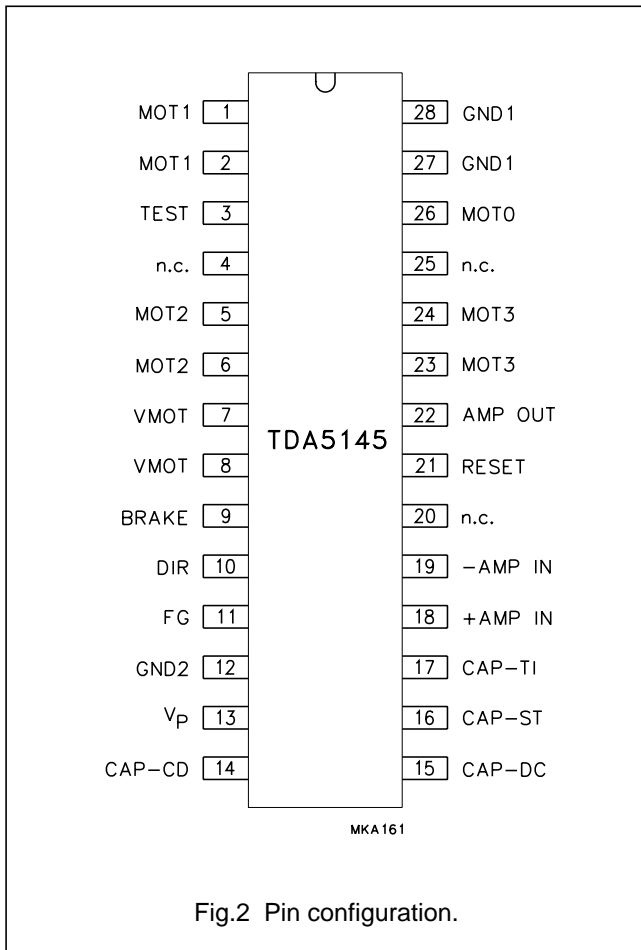 MOT1 1 28 GND1
MOT1 2 27 GND1
TEST 3 26 MOT0
n.c. 4 25 n.c.
MOT2 5 24 MOT3
MOT2 6 23 MOT3
VMOT 7 22 AMP OUT
TDA5145
VMOT 8 21 RESET
BRAKE 9 20 n.c.
DIR 10 19 -AMP IN
FG 11 18 +AMP IN
GND2 12 17 CAP-TI
VP 13 16 CAP-ST
CAP-CD 14 15 CAP-DC
MKA161
Fig.2 Pin configuration.